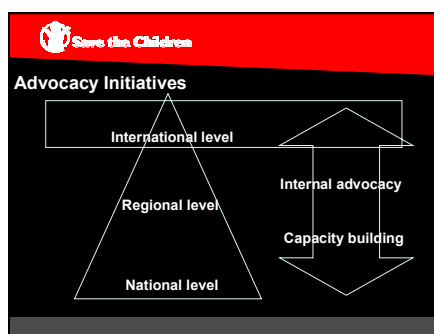 Save the Children
Advocacy Initiatives
International level
Internal advocacy
Regional level
Capacity building
National level